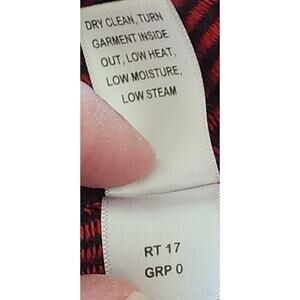 DRY CLEAN, TURN
GARMENT INSIDE
OUT, LOW HEAT,
LOW MOISTURE,
LOW STEAM
RT 17
GRP 0